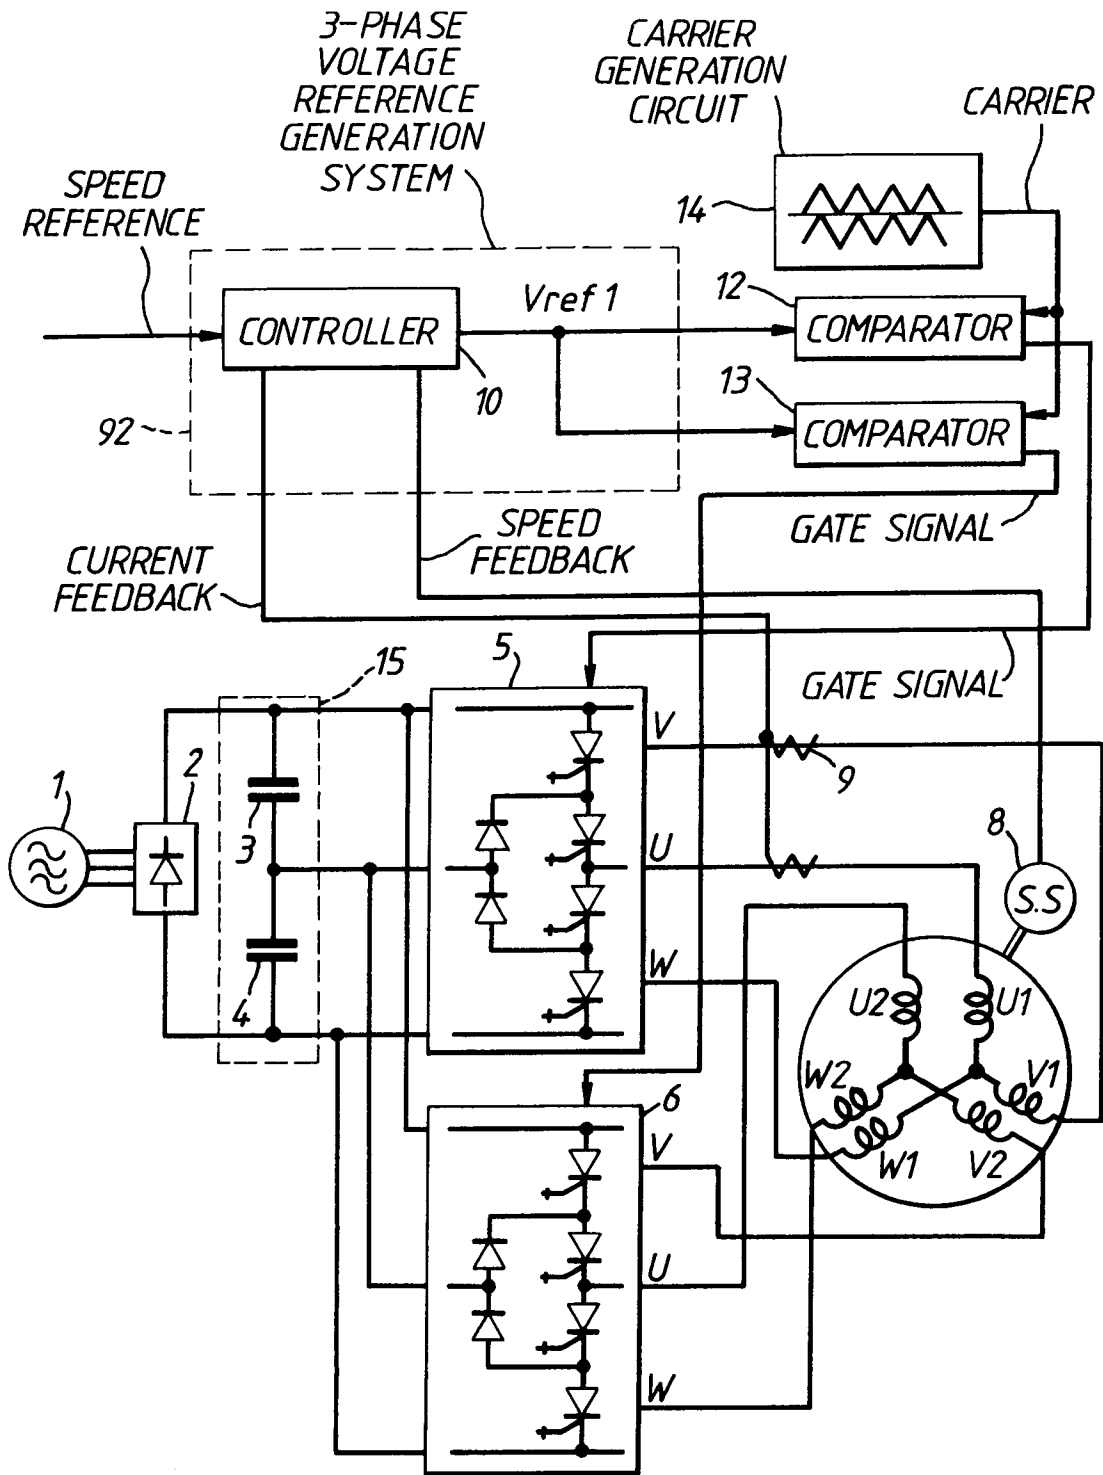 3-PHASE
VOLTAGE
REFERENCE
GENERATION
SYSTEM
CARRIER
GENERATION
CIRCUIT
CARRIER
SPEED
REFERENCE
14
Vref 1
12
CONTROLLER
COMPARATOR
10
13
92
COMPARATOR
GATE SIGNAL
SPEED
FEEDBACK
CURRENT
FEEDBACK
5
15
GATE SIGNAL
V
9
1
2
3
8
U
S.S
W
4
U2
U1
W2
V1
6
V
W1
V2
U
W